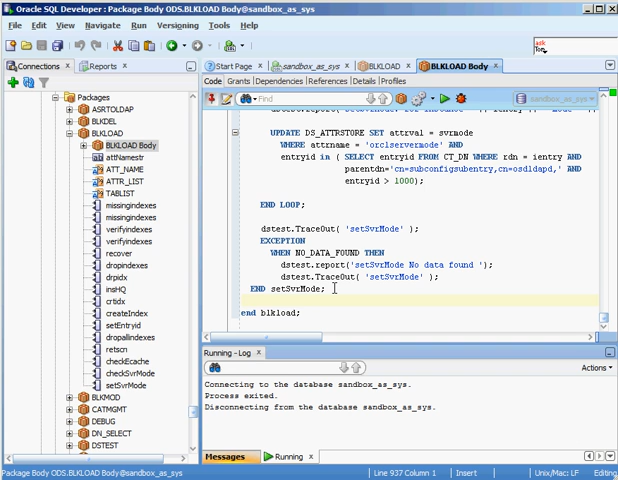 Oracle SQL Developer : Package Body ODS.BLKLOAD Body@sandbox_as_sys
File Edit View Navigate Run Versioning Tools Help
ask
Tom
Connections
Reports
Start Page
sandbox_as_sys
BLKLOAD
BLKLOAD Body
Code Grants Dependencies References Details Profiles
Find
sandbox_as_sys
Packages
ASRTOLDAP
BLKDEL
BLKLOAD
BLKLOAD Body
attNamestr
ATT_NAME
ATTR_LIST
TABLIST
missingindexes
missingindexes
verifyindexes
verifyindexes
recover
dropindexes
drpidx
insHQ
crtidx
createIndex
setEntryid
dropallindexes
retscn
checkEcache
checkSvrMode
setSvrMode
BLKMOD
CATMGMT
DEBUG
DN_SELECT
DSTEST
UPDATE DS_ATTRSTORE SET attrval = svrmode
WHERE attrname = 'orclservermode' AND
entryid in ( SELECT entryid FROM CT_DN WHERE rdn = ientry AND
parentdn='cn=subconfigsubentry,cn=osdldapd,' AND
entryid > 1000);
END LOOP;
dstest.TraceOut( 'setSvrMode' );
EXCEPTION
WHEN NO_DATA_FOUND THEN
dstest.report('setSvrMode No data found ');
dstest.TraceOut( 'setSvrMode' );
END setSvrMode;
end blkload;
Running - Log
Actions
Connecting to the database sandbox_as_sys.
Process exited.
Disconnecting from the database sandbox_as_sys.
Messages
Running
Package Body ODS.BLKLOAD Body@sandbox_as_sys
Line 937 Column 1
Insert
Unix/Mac: LF
Editing